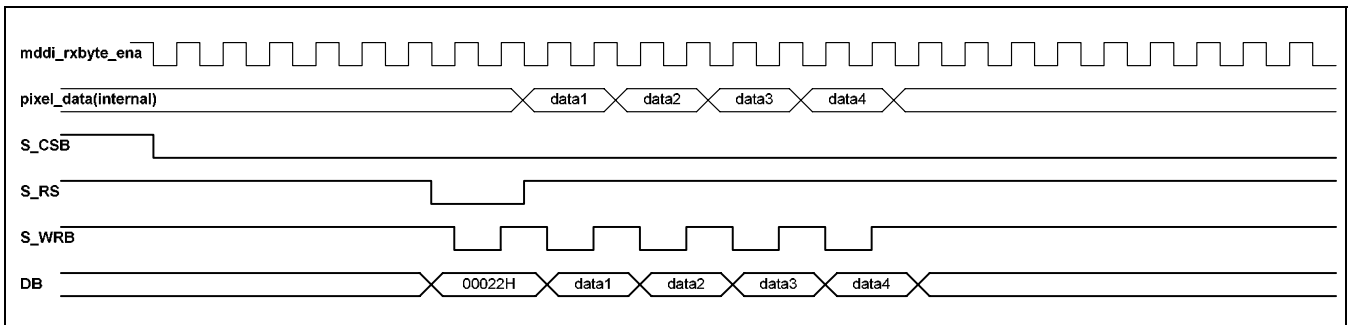 mddi_rxbyte_ena
pixel_data(internal) data1 data2 data3 data4
S_CSB
S_RS
S_WRB
DB 00022H data1 data2 data3 data4